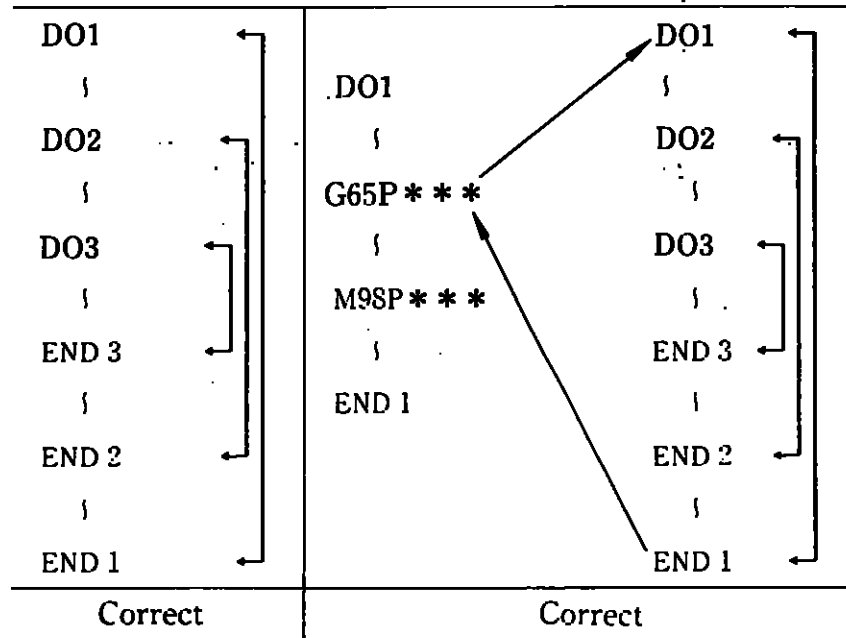 DO1
∫
DO2
∫
DO3
∫
END 3
∫
END 2
∫
END 1
Correct
DO1
∫
G65P***
∫
M98P***
∫
END 1
DO1
∫
DO2
∫
DO3
∫
END 3
∫
END 2
∫
END 1
Correct